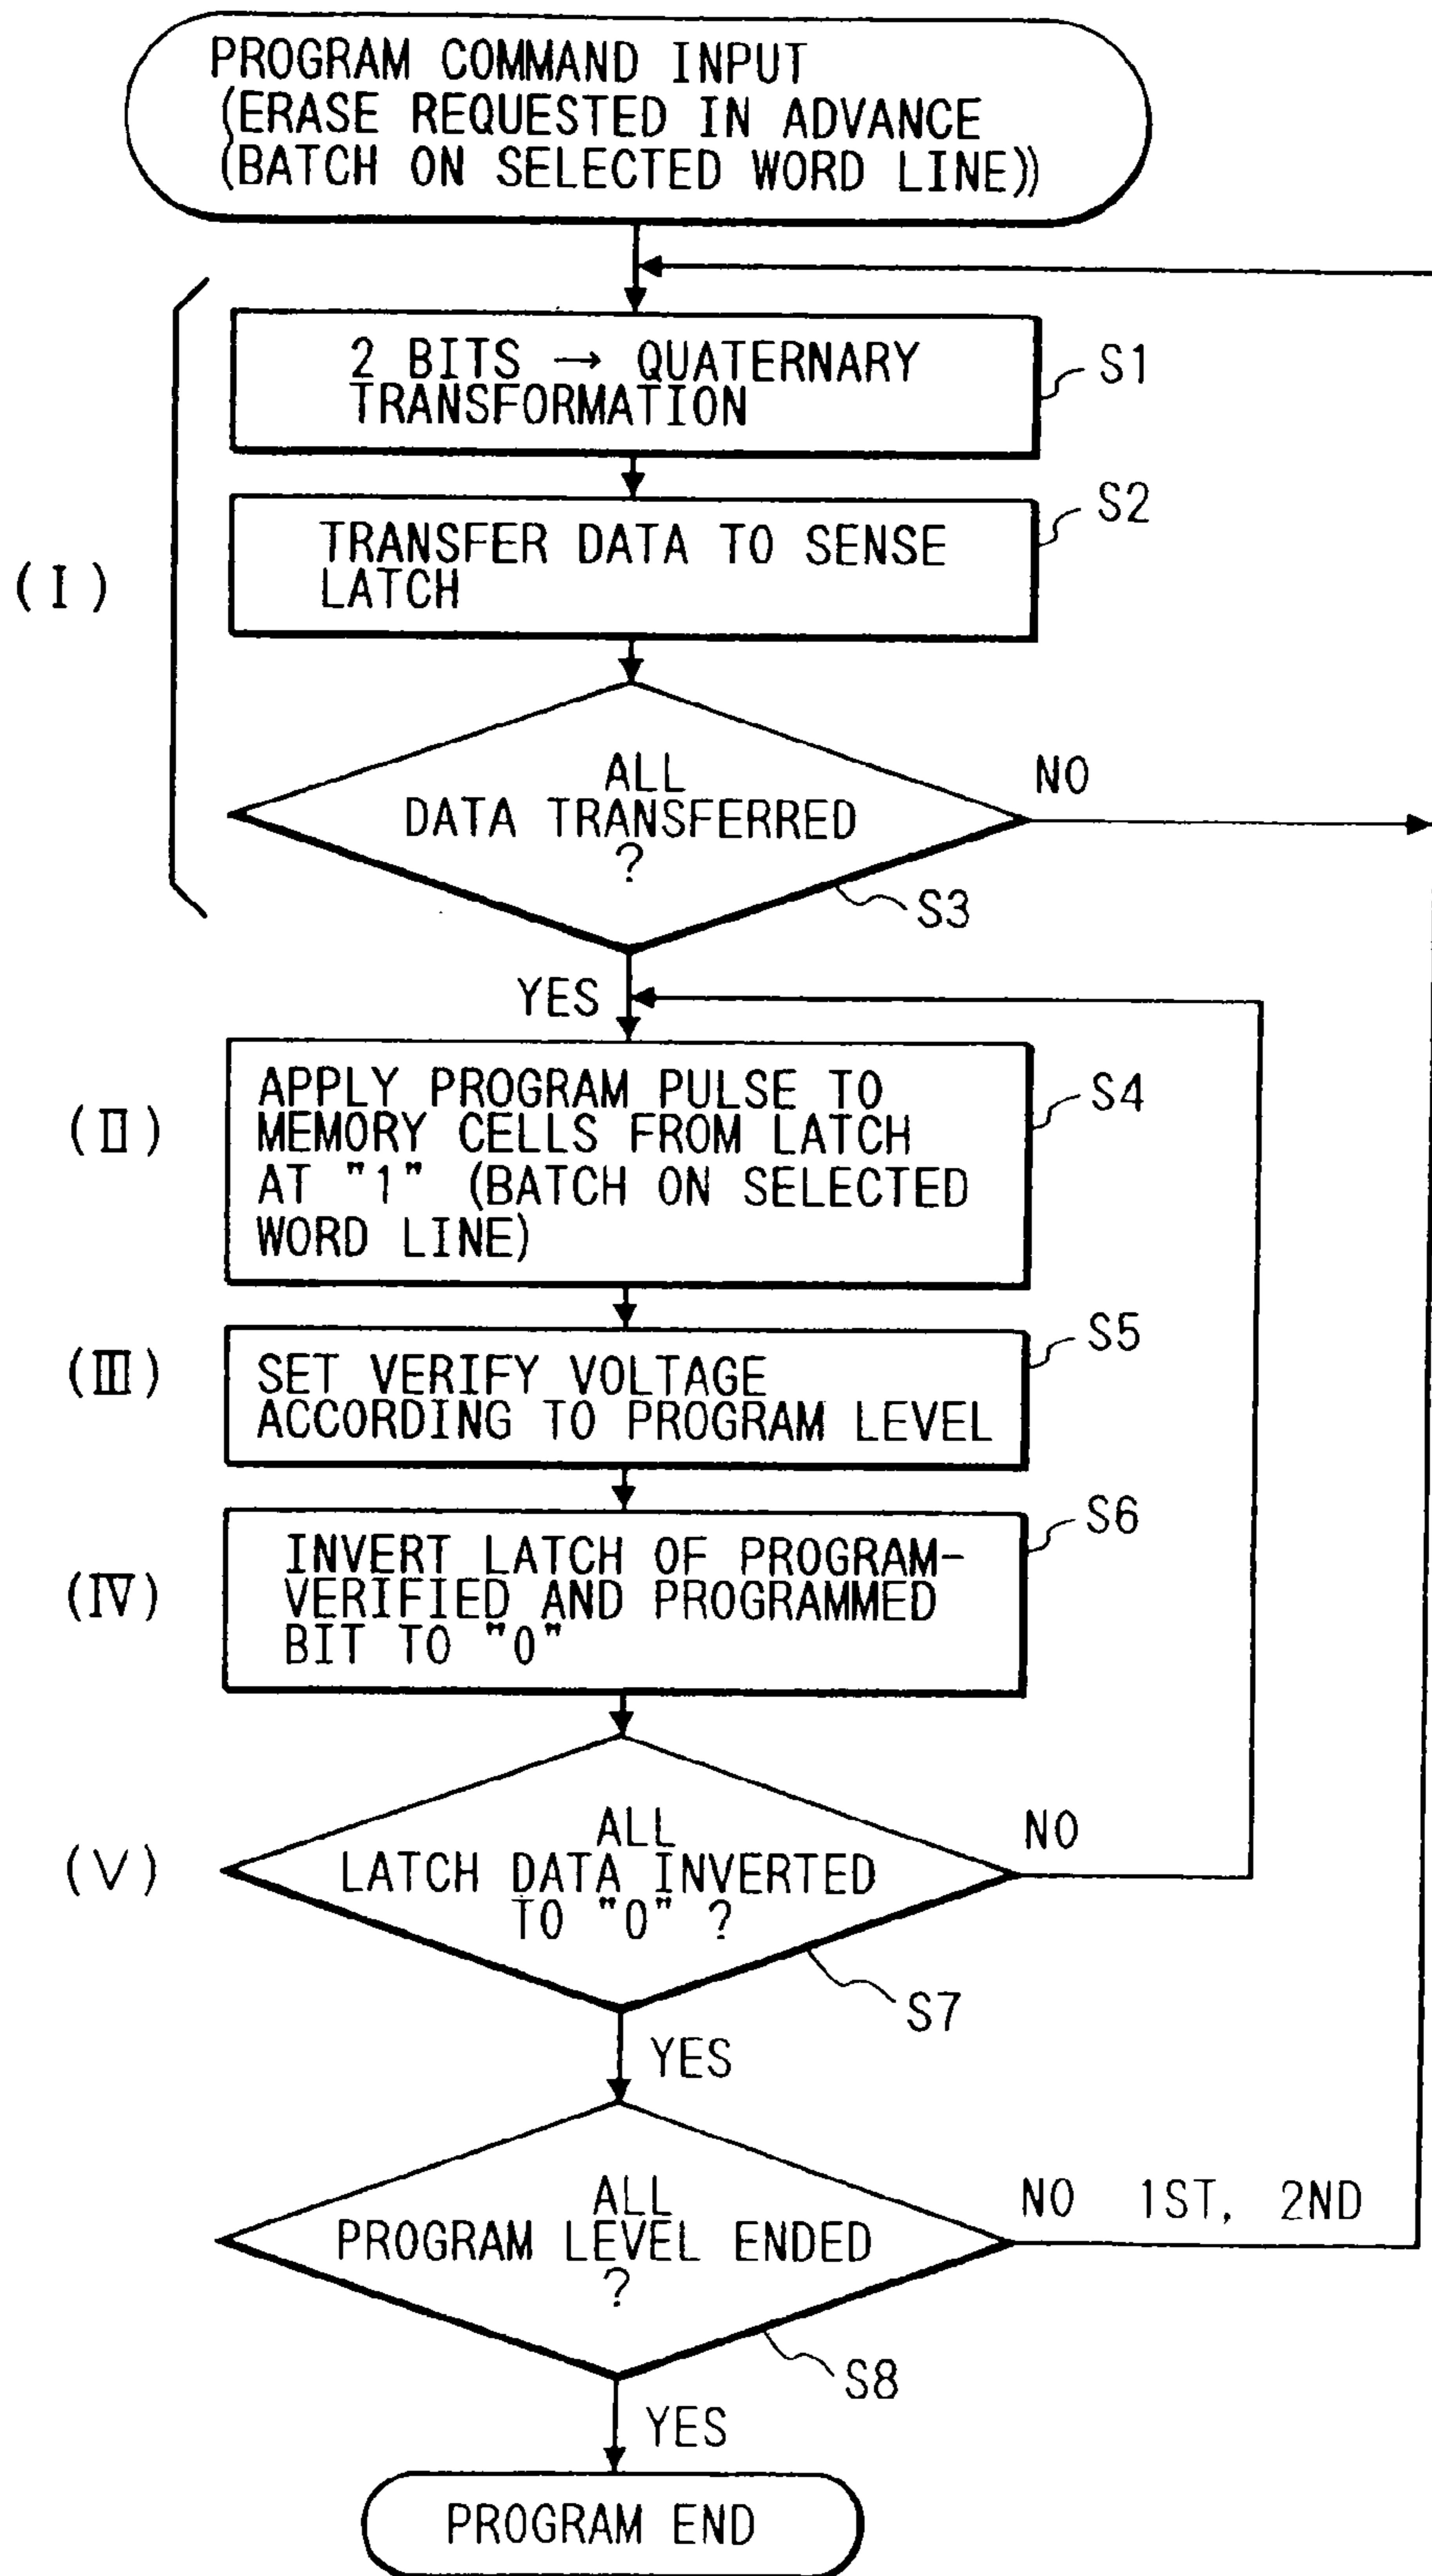 PROGRAM COMMAND INPUT
(ERASE REQUESTED IN ADVANCE
(BATCH ON SELECTED WORD LINE))
2 BITS → QUATERNARY
TRANSFORMATION
S1
TRANSFER DATA TO SENSE
LATCH
S2
(I)
ALL
DATA TRANSFERRED
?
NO
S3
YES
(II)
APPLY PROGRAM PULSE TO
MEMORY CELLS FROM LATCH
AT "1" (BATCH ON SELECTED
WORD LINE)
S4
(III)
SET VERIFY VOLTAGE
ACCORDING TO PROGRAM LEVEL
S5
(IV)
INVERT LATCH OF PROGRAM-
VERIFIED AND PROGRAMMED
BIT TO "0"
S6
(V)
ALL
LATCH DATA INVERTED
TO "0" ?
NO
S7
YES
ALL
PROGRAM LEVEL ENDED
?
NO 1ST, 2ND
S8
YES
PROGRAM END